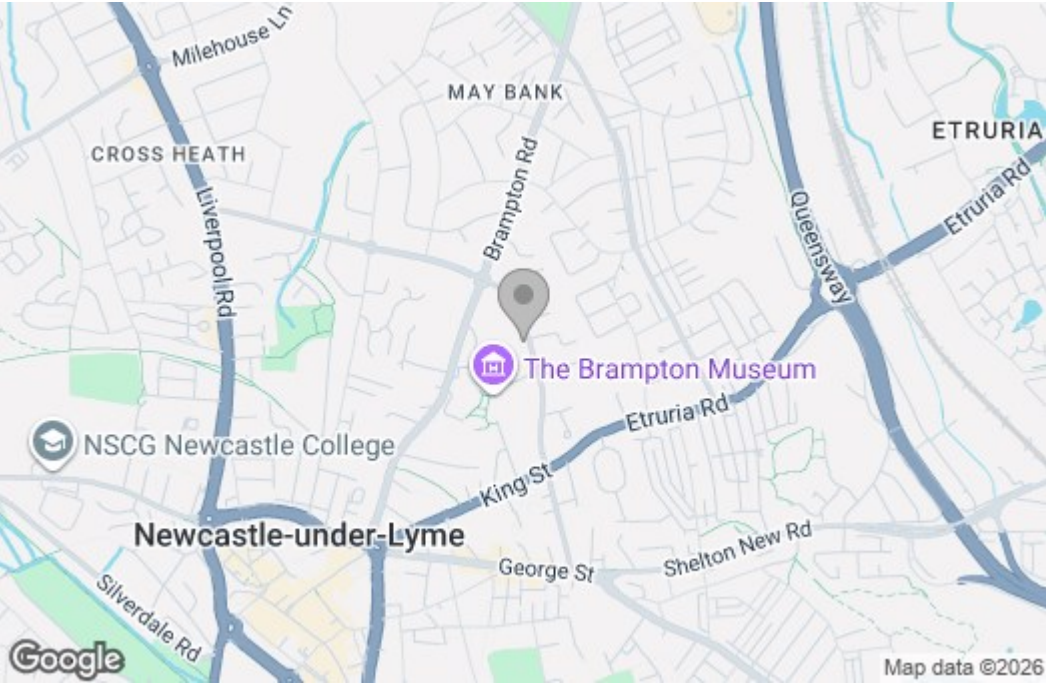 Milehouse Ln
MAY BANK
ETRURIA
CROSS HEATH
Brampton Rd
Etruria Rd
Liverpool Rd
Queensway
The Brampton Museum
Etruria Rd
NSCG Newcastle College
King St
Newcastle-under-Lyme
Shelton New Rd
George St
Silverdale Rd
Google
Map data ©2026